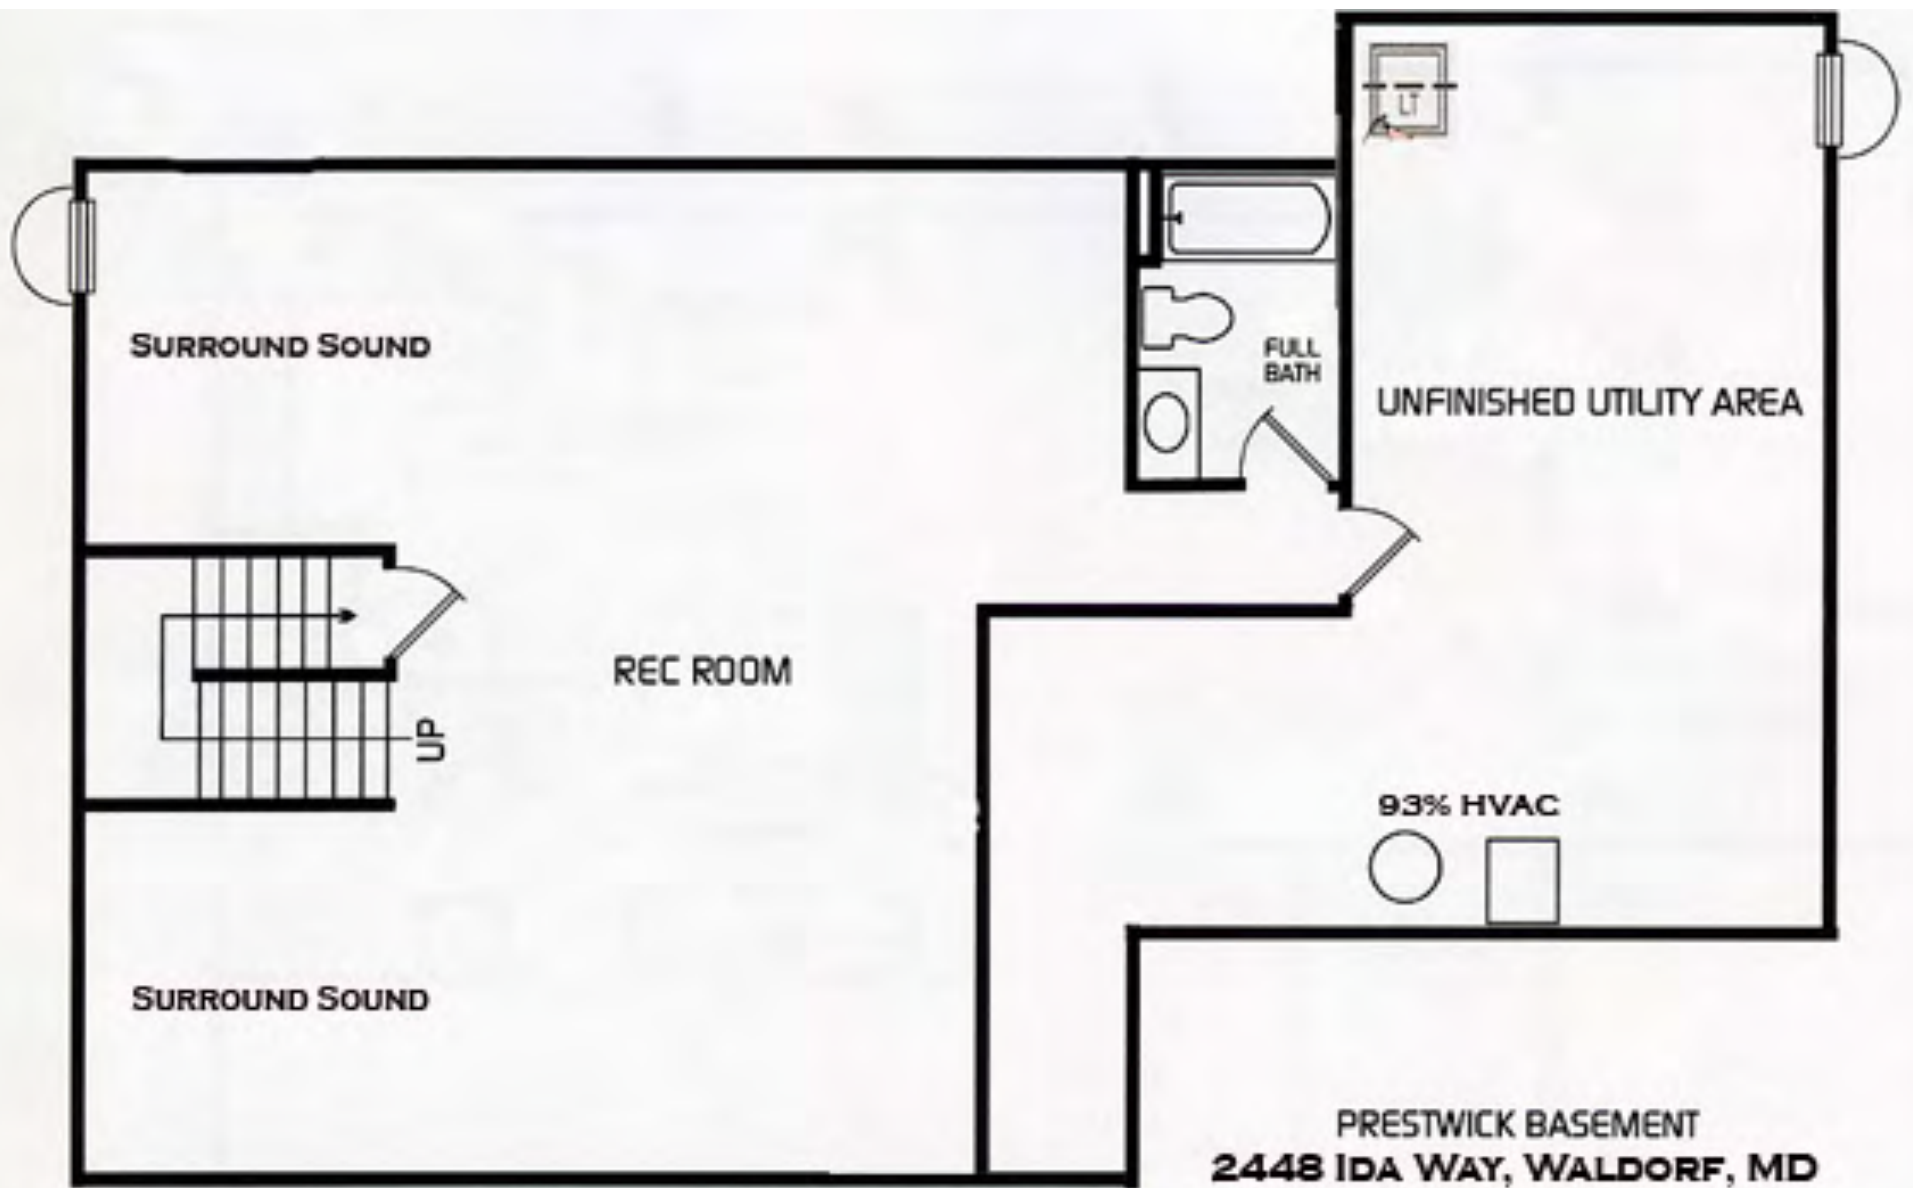 LT
SURROUND SOUND
FULL
BATH
UNFINISHED UTILITY AREA
REC ROOM
UP
93% HVAC
SURROUND SOUND
PRESTWICK BASEMENT
2448 IDA WAY, WALDORF, MD